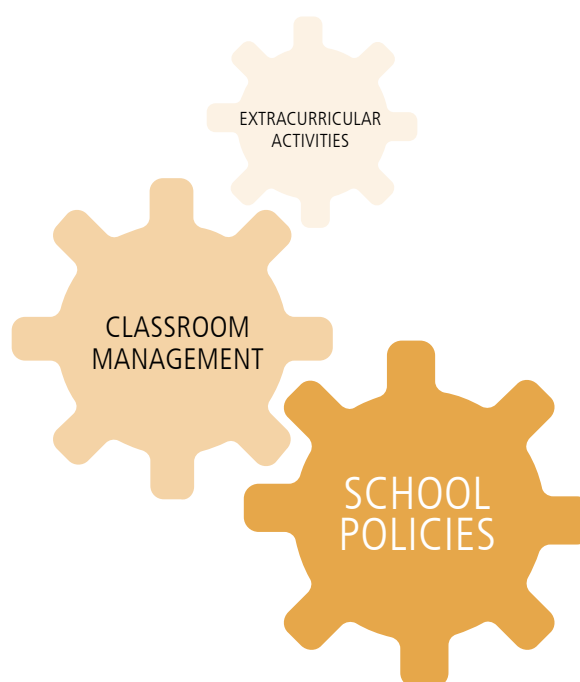 EXTRACURRICULAR
ACTIVITIES
CLASSROOM
MANAGEMENT
SCHOOL
POLICIES